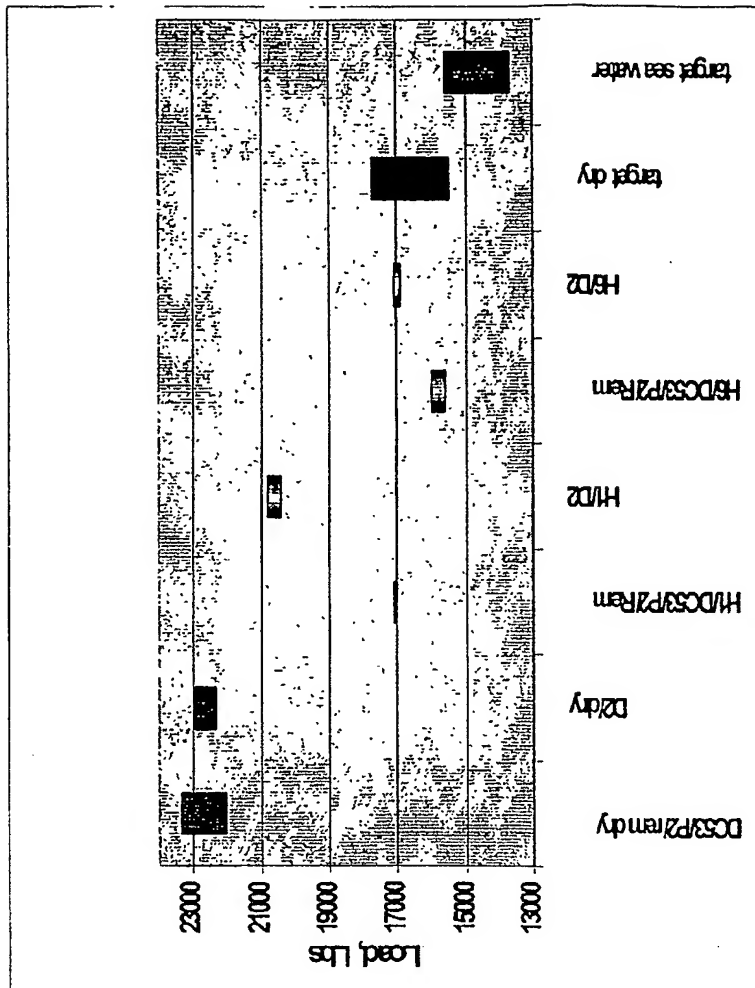 target sea water
target dry
H6/D2
H6/DC53/P2/Rem
H1/D2
H1/DC53/P2/Rem
D2/dry
DC53/P2/rem dry
23000
21000
19000
17000
15000
13000
Load, Lbs